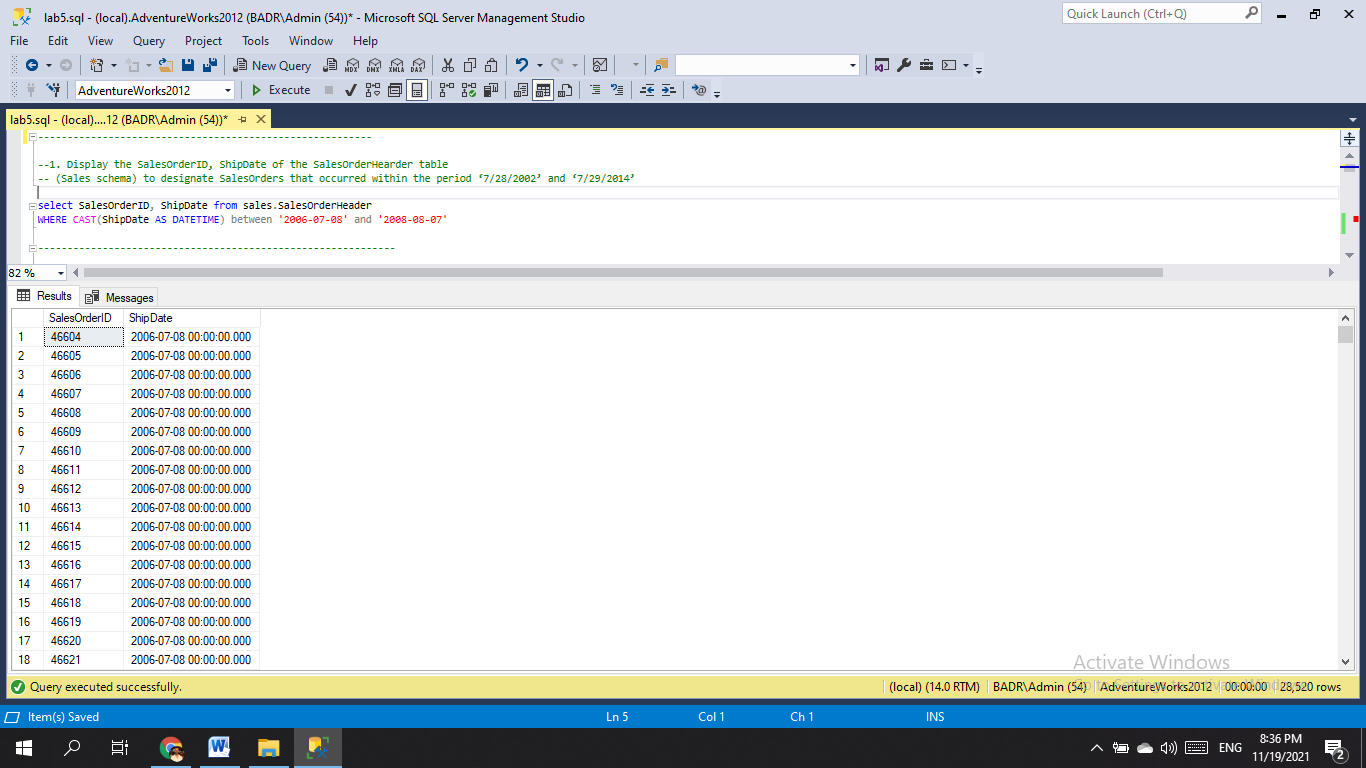 lab5.sql - (local).AdventureWorks2012 (BADR\Admin (54))* - Microsoft SQL Server Management Studio
Quick Launch (Ctrl+Q)
File Edit View Query Project Tools Window Help
New Query MDX DMX XMLA DAX
AdventureWorks2012 Execute
lab5.sql - (local)....12 (BADR\Admin (54))*
--1. Display the SalesOrderID, ShipDate of the SalesOrderHearder table
-- (Sales schema) to designate SalesOrders that occurred within the period ‘7/28/2002’ and ‘7/29/2014’
select SalesOrderID, ShipDate from sales.SalesOrderHeader
WHERE CAST(ShipDate AS DATETIME) between '2006-07-08' and '2008-08-07'
82 %
Results Messages
SalesOrderID ShipDate
1 46604 2006-07-08 00:00:00.000
2 46605 2006-07-08 00:00:00.000
3 46606 2006-07-08 00:00:00.000
4 46607 2006-07-08 00:00:00.000
5 46608 2006-07-08 00:00:00.000
6 46609 2006-07-08 00:00:00.000
7 46610 2006-07-08 00:00:00.000
8 46611 2006-07-08 00:00:00.000
9 46612 2006-07-08 00:00:00.000
10 46613 2006-07-08 00:00:00.000
11 46614 2006-07-08 00:00:00.000
12 46615 2006-07-08 00:00:00.000
13 46616 2006-07-08 00:00:00.000
14 46617 2006-07-08 00:00:00.000
15 46618 2006-07-08 00:00:00.000
16 46619 2006-07-08 00:00:00.000
17 46620 2006-07-08 00:00:00.000
18 46621 2006-07-08 00:00:00.000
Activate Windows
Query executed successfully. (local) (14.0 RTM) BADR\Admin (54) AdventureWorks2012 00:00:00 28,520 rows
Item(s) Saved Ln 5 Col 1 Ch 1 INS
ENG 8:36 PM
11/19/2021 2